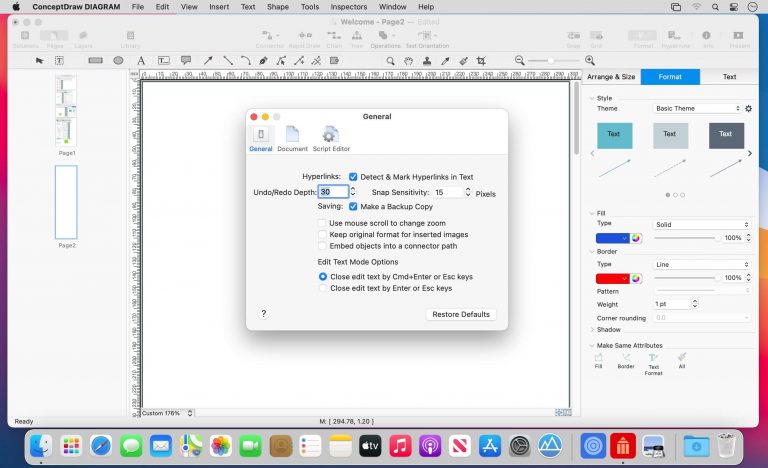 ConceptDraw DIAGRAM File Edit View Insert Text Shape Tools Inspectors Window Help
Welcome - Page2 — Edited
Solutions Pages Layers Library Connector Rapid Draw Chain Tree Operations Text Orientation Snap Grid Format Hypernote Info Present
Arrange & Size Format Text
Style
Theme Basic Theme
Text Text Text
Fill
Type Solid
100%
Border
Type Line
100%
Pattern
Weight 1 pt
Corner rounding 0.0
Shadow
Make Same Attributes
Fill Border Text Format All
Page1
Page2
General
General Document Script Editor
Hyperlinks: Detect & Mark Hyperlinks in Text
Undo/Redo Depth: 30 Snap Sensitivity: 15 Pixels
Saving: Make a Backup Copy
Use mouse scroll to change zoom
Keep original format for inserted images
Embed objects into a connector path
Edit Text Mode Options
Close edit text by Cmd+Enter or Esc keys
Close edit text by Enter or Esc keys
? Restore Defaults
Custom 176%
Ready M: [ 294.78, 1.20 ]
tv